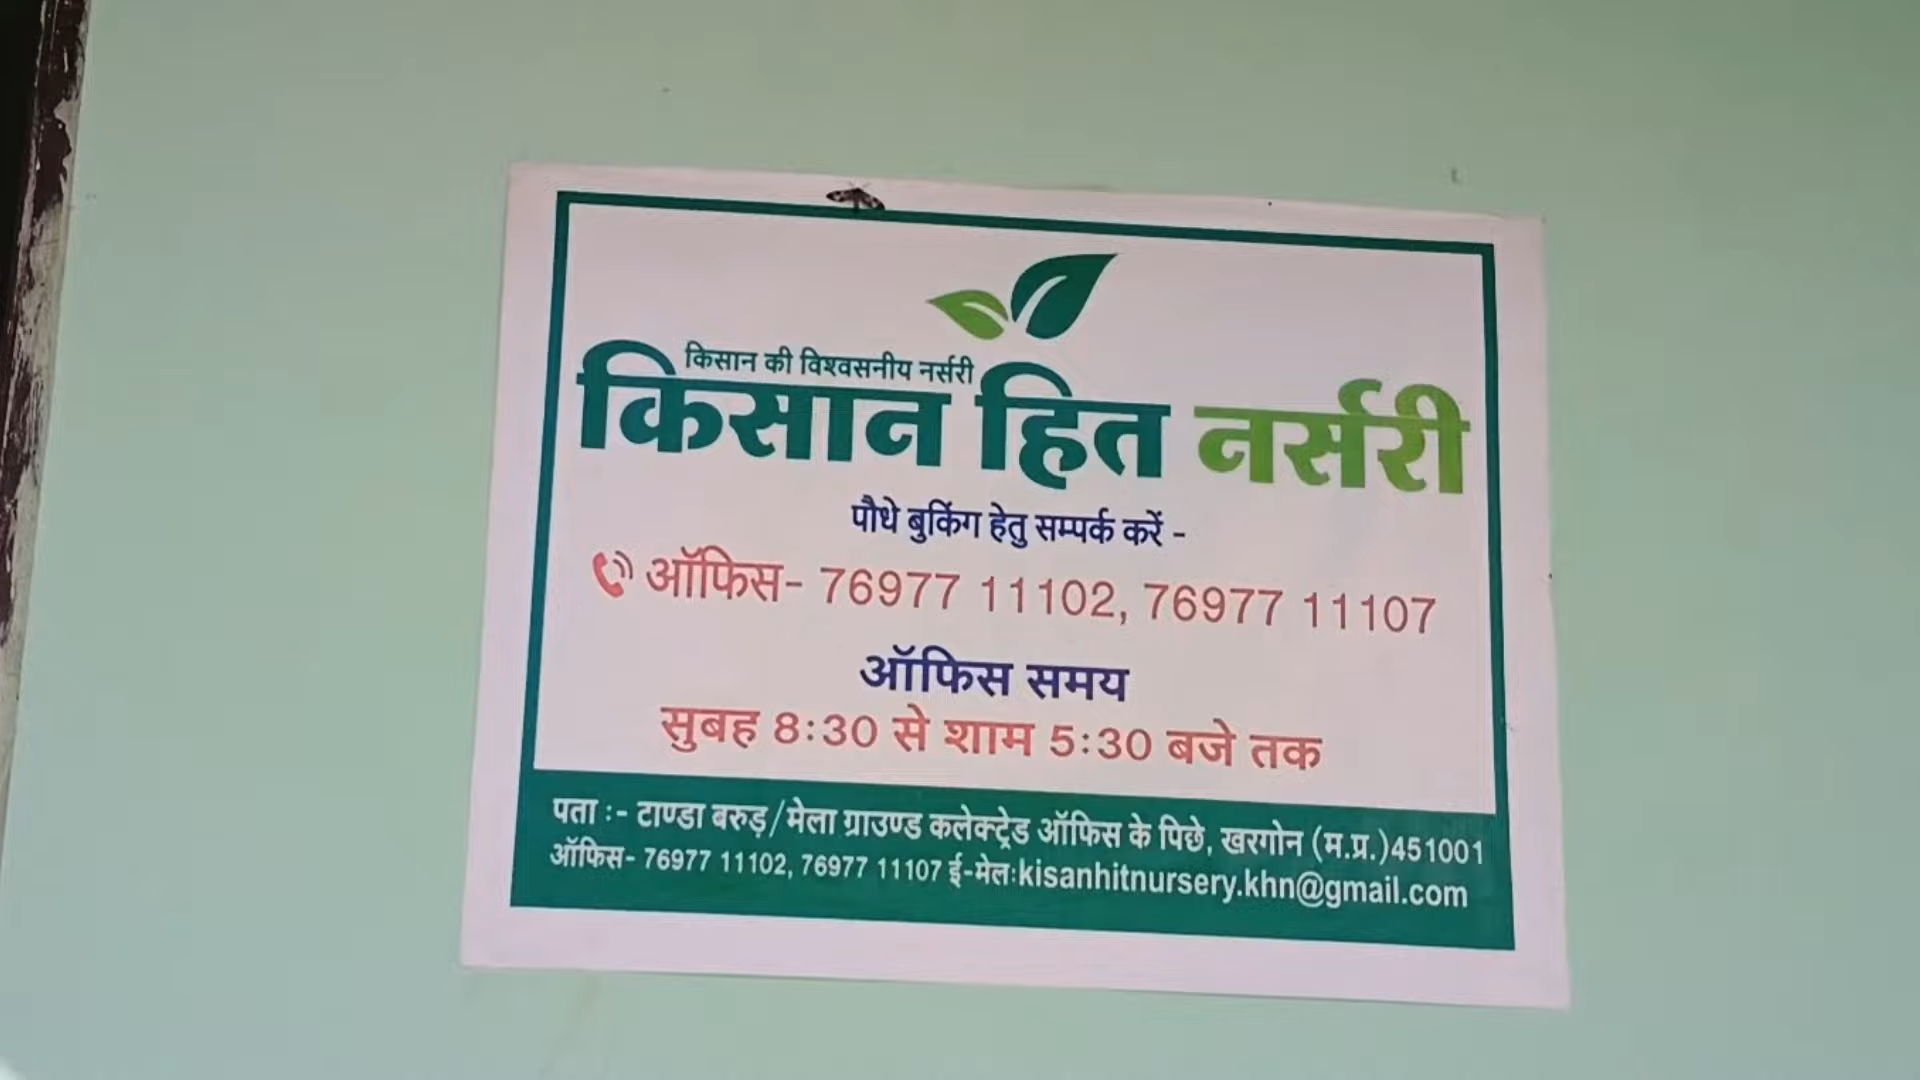 किसान की विश्वसनीय नर्सरी
किसान हित नर्सरी
पौधे बुकिंग हेतु सम्पर्क करें -
ऑफिस- 76977 11102, 76977 11107
ऑफिस समय
सुबह 8:30 से शाम 5:30 बजे तक
पता :- टाण्डा बरुड़/मेला ग्राउण्ड कलेक्ट्रेड ऑफिस के पिछे, खरगोन (म.प्र.)451001
ऑफिस- 76977 11102, 76977 11107 ई-मेल:kisanhitnursery.khn@gmail.com